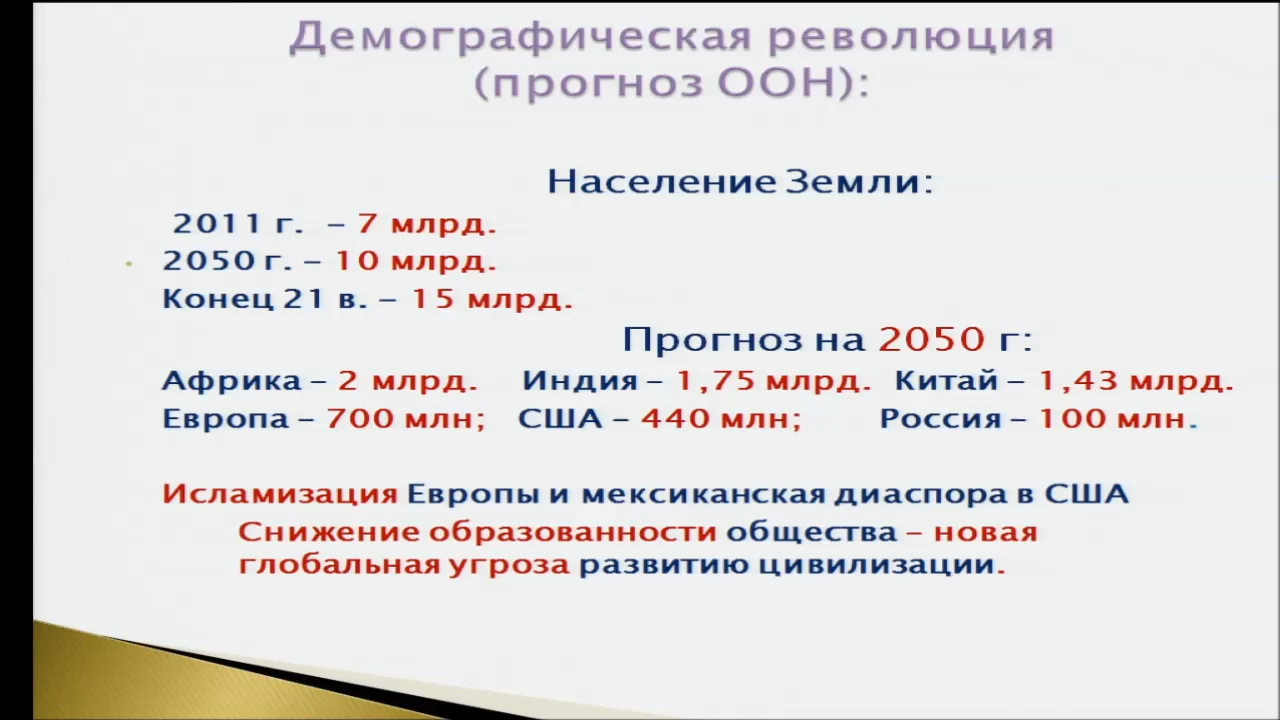 Демографическая революция
(прогноз ООН):
Население Земли:
2011 г. – 7 млрд.
2050 г. – 10 млрд.
Конец 21 в. – 15 млрд.
Прогноз на 2050 г:
Африка – 2 млрд. Индия – 1,75 млрд. Китай – 1,43 млрд.
Европа – 700 млн; США – 440 млн; Россия – 100 млн.
Исламизация Европы и мексиканская диаспора в США
Снижение образованности общества – новая
глобальная угроза развитию цивилизации.